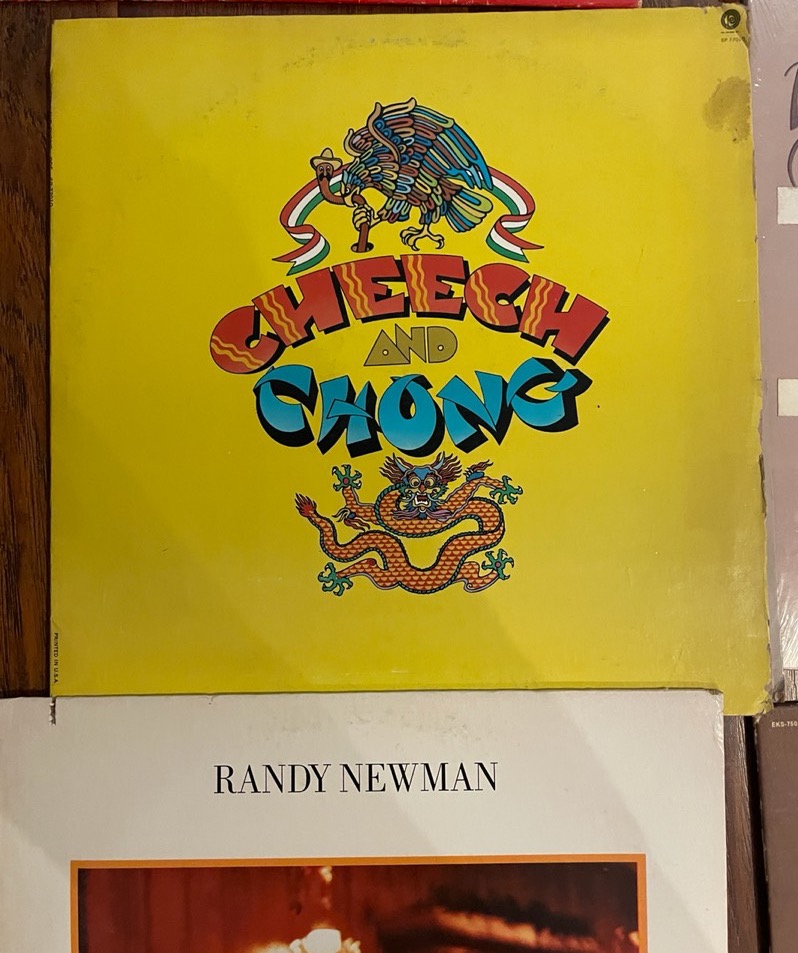 CHEECH
AND
CHONG
PRINTED IN U.S.A.
RANDY NEWMAN